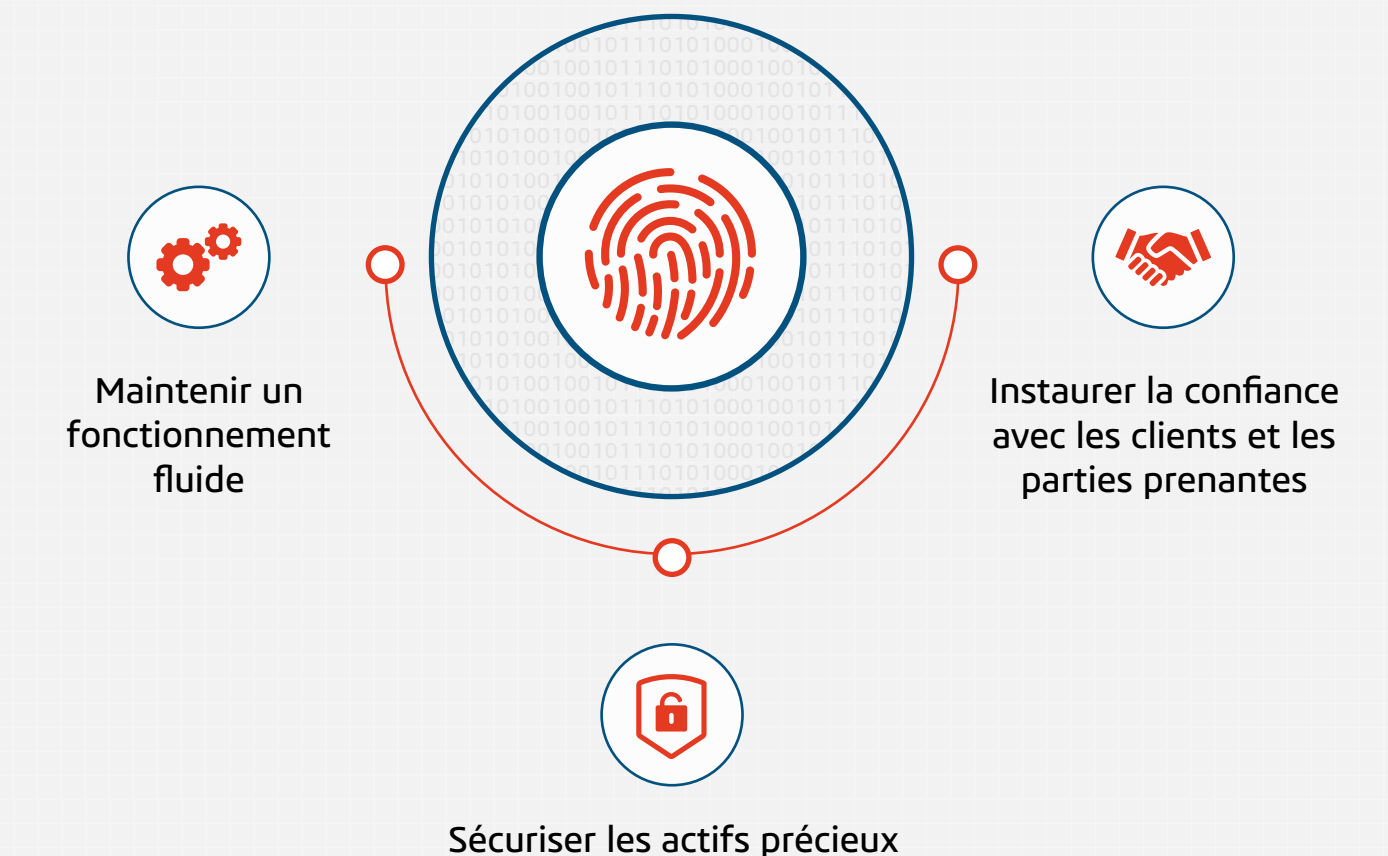 Maintenir un
fonctionnement
fluide
Instaurer la confiance
avec les clients et les
parties prenantes
Sécuriser les actifs précieux